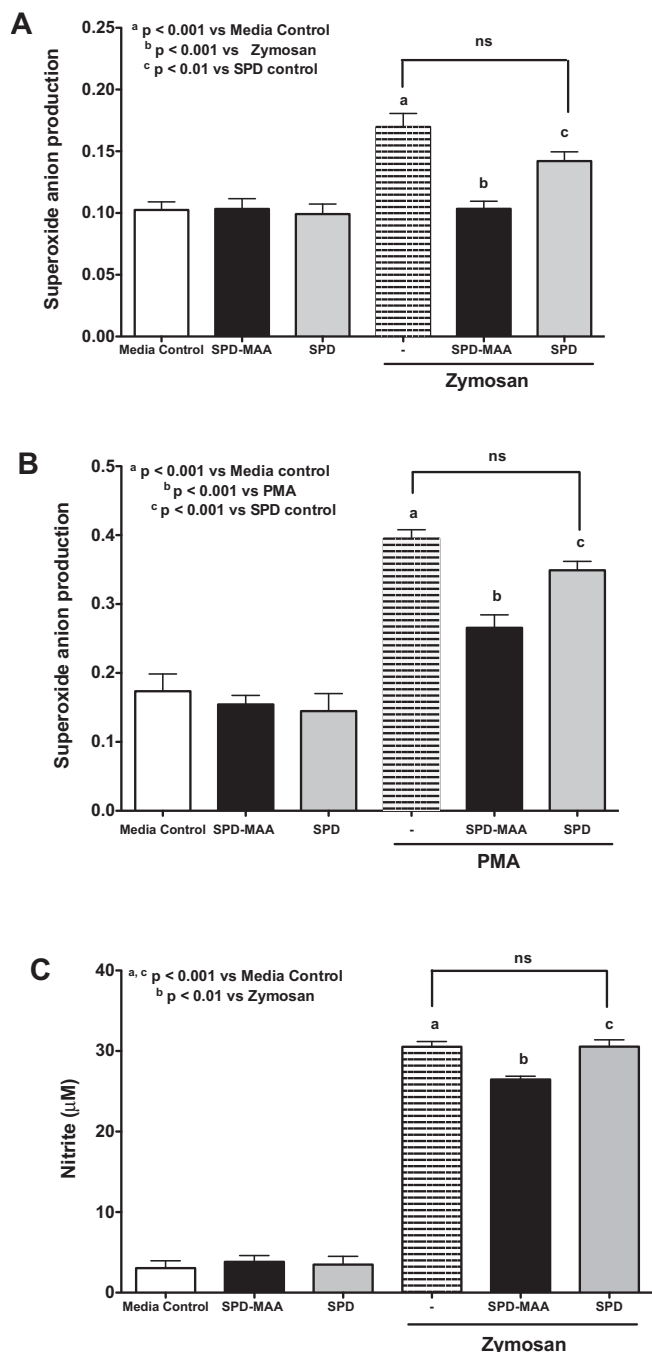 A
a p < 0.001 vs Media Control
b p < 0.001 vs Zymosan
c p < 0.01 vs SPD control
ns
a
b
c
Superoxide anion production
0.25
0.20
0.15
0.10
0.05
0.00
Media Control SPD-MAA SPD - SPD-MAA SPD
Zymosan
B
a p < 0.001 vs Media control
b p < 0.001 vs PMA
c p < 0.001 vs SPD control
ns
a
b
c
Superoxide anion production
0.5
0.4
0.3
0.2
0.1
0.0
Media Control SPD-MAA SPD - SPD-MAA SPD
PMA
C
a, c p < 0.001 vs Media Control
b p < 0.01 vs Zymosan
ns
a
b
c
Nitrite (μM)
40
30
20
10
0
Media Control SPD-MAA SPD - SPD-MAA SPD
Zymosan